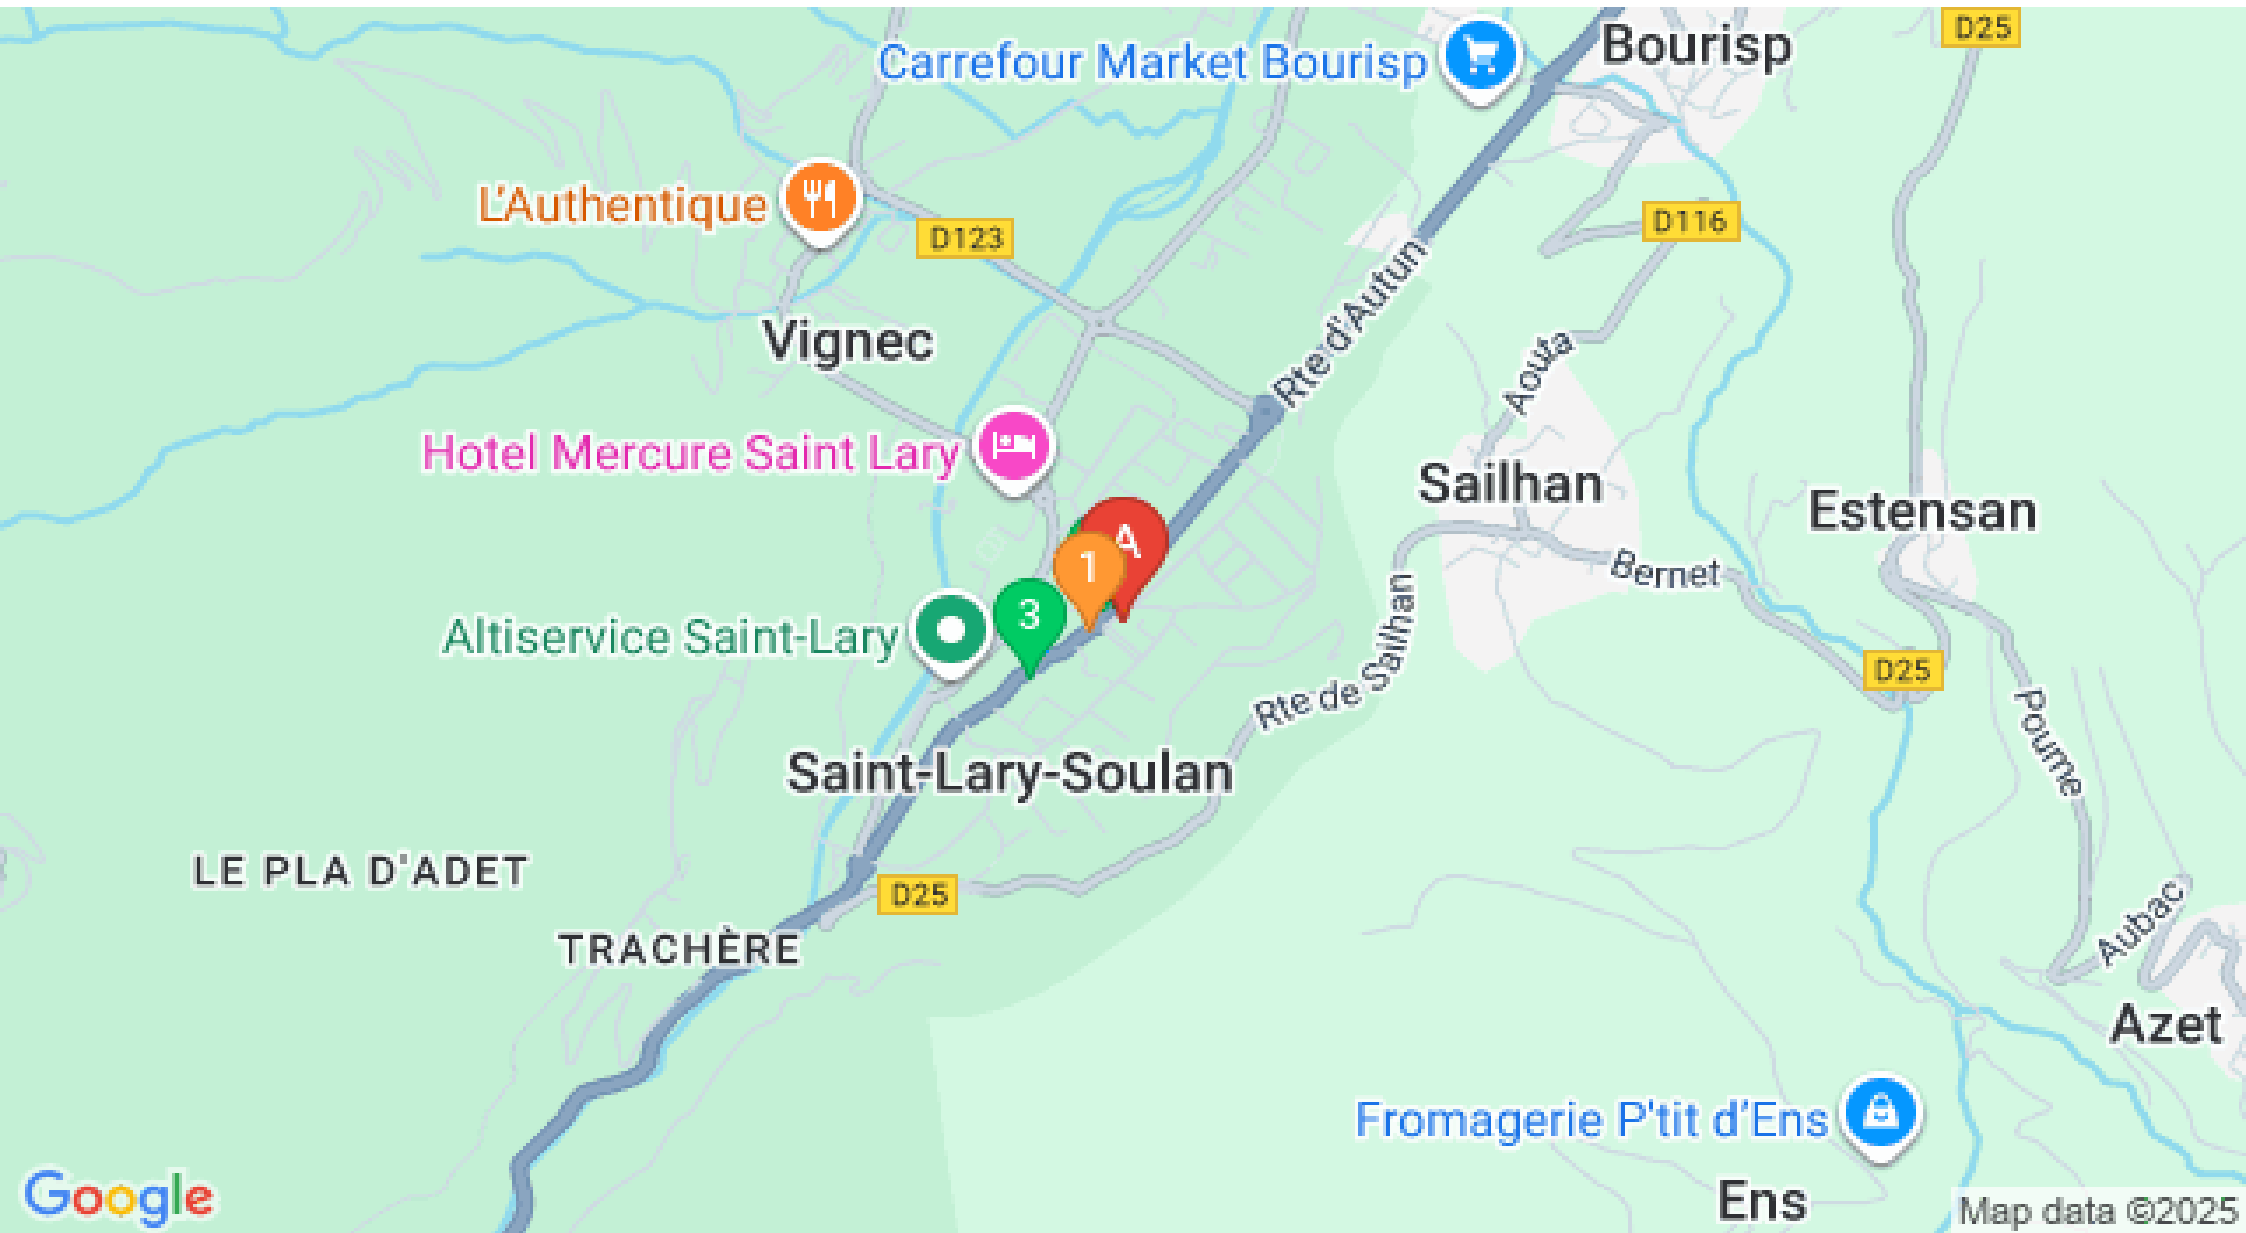 D25
Bourisp
Carrefour Market Bourisp
L'Authentique
D116
D123
Rte d'Autun
Vignec
Aoula
Hotel Mercure Saint Lary
Sailhan
Estensan
A
1
Bernet
3
Altiservice Saint-Lary
D25
Rte de Sailhan
Poume
Saint-Lary-Soulan
LE PLA D'ADET
D25
Aubac
TRACHÈRE
Azet
Fromagerie P'tit d'Ens
Ens
Google
Map data ©2025